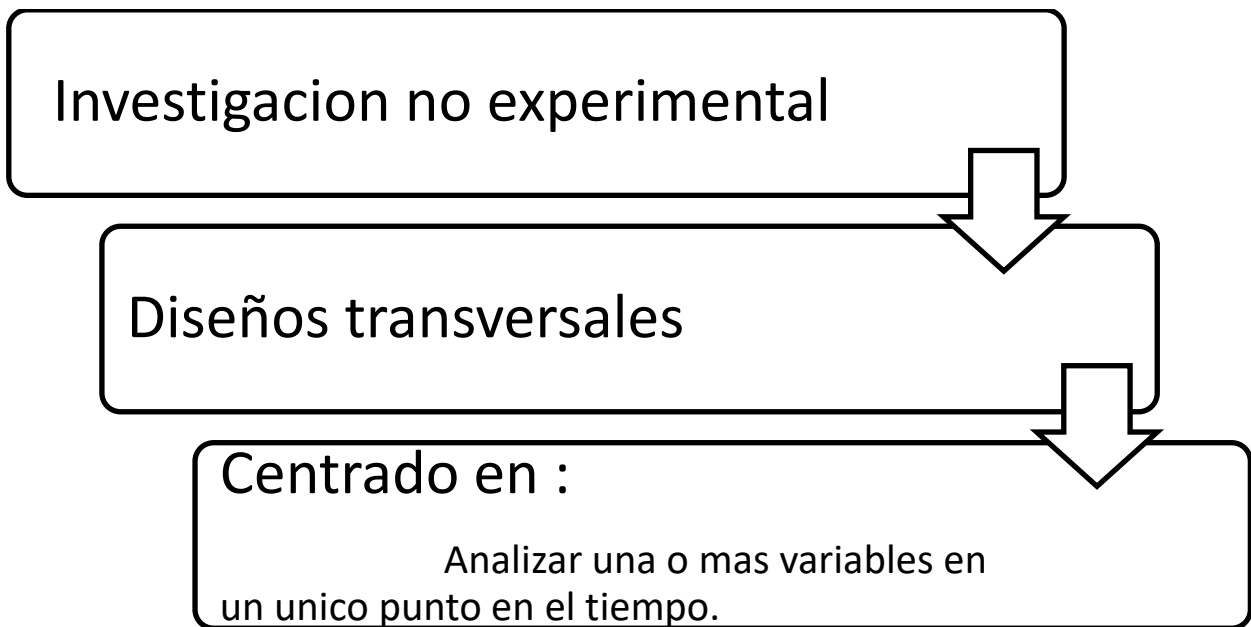 Investigacion no experimental
Diseños transversales
Centrado en :
Analizar una o mas variables en
un unico punto en el tiempo.